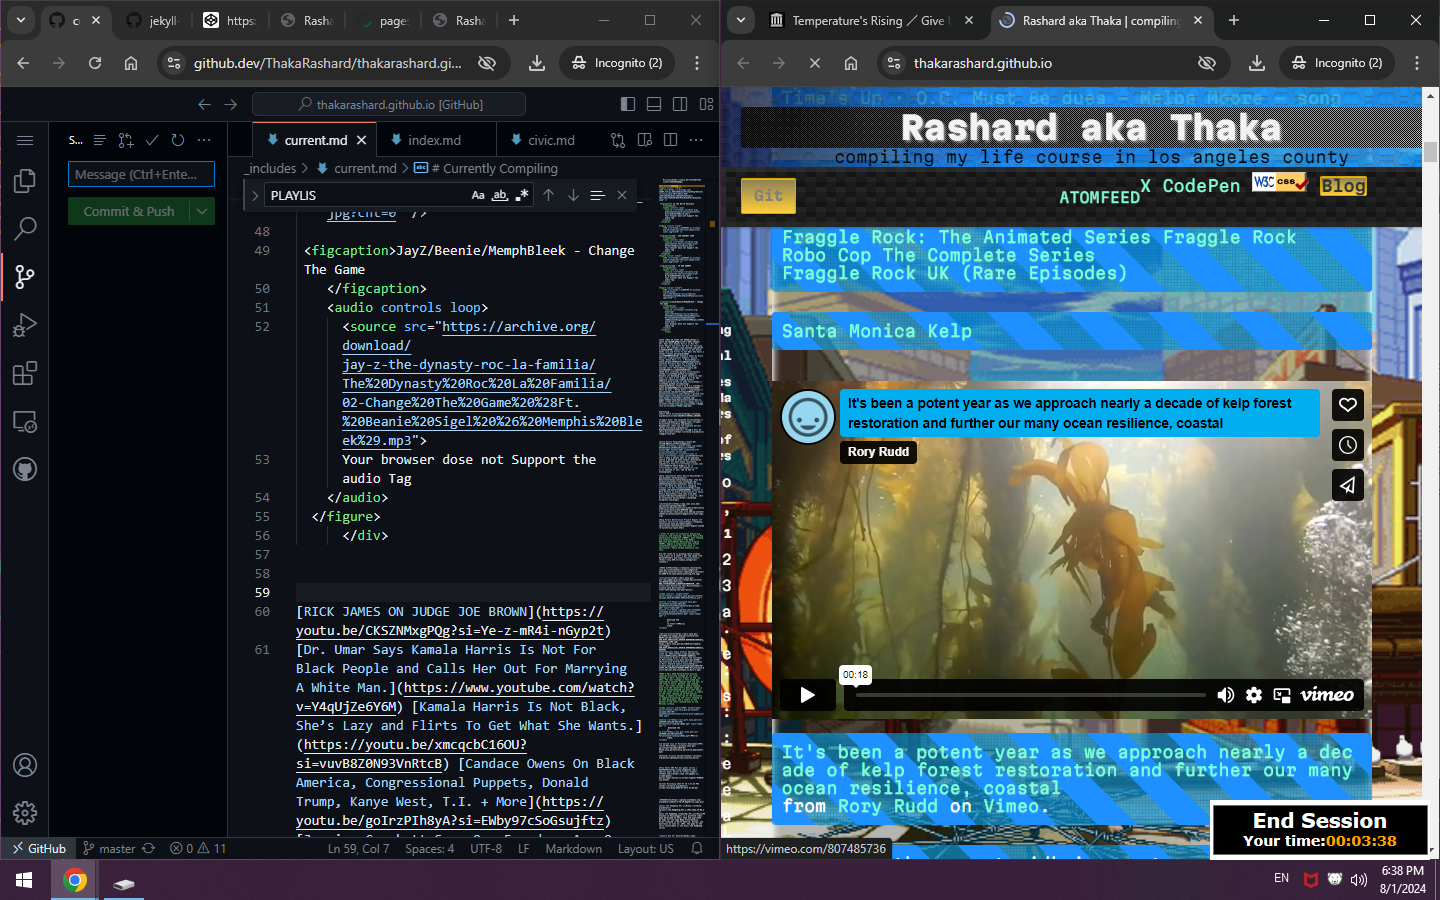 c
jekyll-
https:
Rasha
pages
Rasha
github.dev/ThakaRashard/thakarashard.gi...
Incognito (2)
thakarashard.github.io [GitHub]
S...
current.md
index.md
civic.md
_includes > current.md > # Currently Compiling
Message (Ctrl+Ente...
Commit & Push
PLAYLIS
Aa
ab
jpg?cnt=0" />
48
49
<figcaption>JayZ/Beenie/MemphBleek - Change
The Game
50 </figcaption>
51 <audio controls loop>
52 <source src="https://archive.org/
download/
jay-z-the-dynasty-roc-la-familia/
The%20Dynasty%20Roc%20La%20Familia/
02-Change%20The%20Game%20%28Ft.
%20Beanie%20Sigel%20%26%20Memphis%20Ble
ek%29.mp3">
53 Your browser dose not Support the
audio Tag
54 </audio>
55 </figure>
56 </div>
57
58
59
60 [RICK JAMES ON JUDGE JOE BROWN](https://
youtu.be/CKSZNMxgPQg?si=Ye-z-mR4i-nGyp2t)
61 [Dr. Umar Says Kamala Harris Is Not For
Black People and Calls Her Out For Marrying
A White Man.](https://www.youtube.com/watch?
v=Y4qUjZe6Y6M) [Kamala Harris Is Not Black,
She's Lazy and Flirts To Get What She Wants.]
(https://youtu.be/xmcqcbC16OU?
si=vuvB8Z0N93VnRtcB) [Candace Owens On Black
America, Congressional Puppets, Donald
Trump, Kanye West, T.I. + More](https://
youtu.be/goIrzPIh8yA?si=EWby97cSoGsujftz)
GitHub
master
0
11
Ln 59, Col 7
Spaces: 4
UTF-8
LF
Markdown
Layout: US
Temperature's Rising / Give U
Rashard aka Thaka | compiling
thakarashard.github.io
Incognito (2)
Time's Up - O.C. Must Be dues - Melba Moore - song
Rashard aka Thaka
compiling my life course in los angeles county
Git
ATOMFEED
X CodePen
W3C css
Blog
Fraggle Rock: The Animated Series Fraggle Rock
Robo Cop The Complete Series
Fraggle Rock UK (Rare Episodes)
Santa Monica Kelp
It's been a potent year as we approach nearly a decade of kelp forest
restoration and further our many ocean resilience, coastal
Rory Rudd
00:18
vimeo
It's been a potent year as we approach nearly a dec
ade of kelp forest restoration and further our many
ocean resilience, coastal
from Rory Rudd on Vimeo.
https://vimeo.com/807485736
End Session
Your time:00:03:38
EN
6:38 PM
8/1/2024